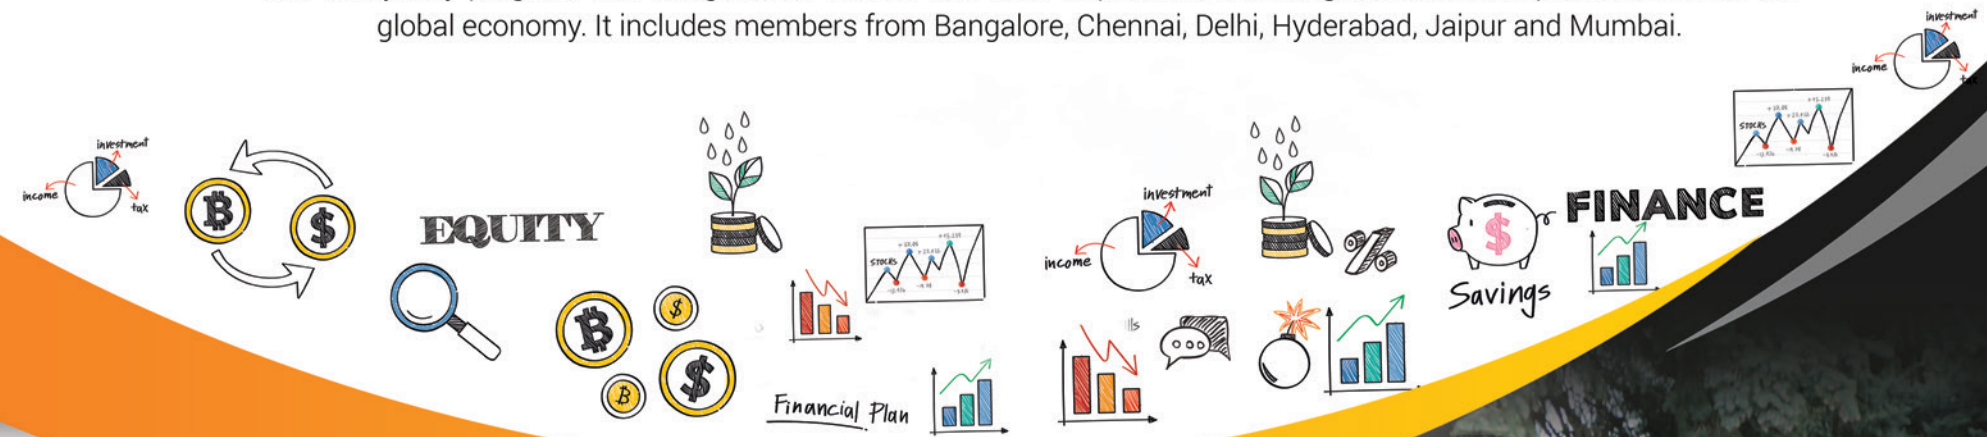 global economy. It includes members from Bangalore, Chennai, Delhi, Hyderabad, Jaipur and Mumbai.
investment
income
investment
income
tax
EQUITY
STOCKS
investment
income
tax
STOCKS
FINANCE
Savings
Financial Plan